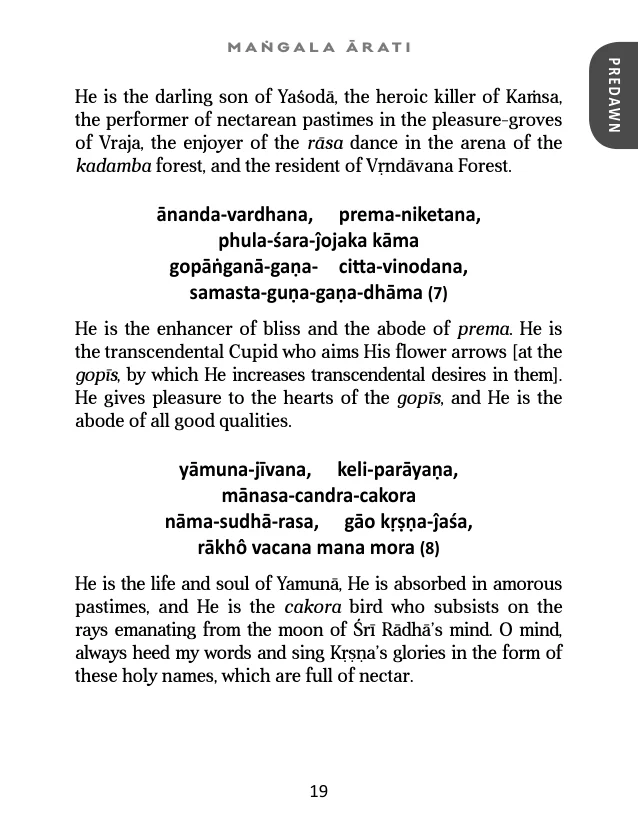 MAṄGALA ĀRATI
PREDAWN
He is the darling son of Yaśodā, the heroic killer of Kaṁsa,
the performer of nectarean pastimes in the pleasure-groves
of Vraja, the enjoyer of the rāsa dance in the arena of the
kadamba forest, and the resident of Vṛndāvana Forest.
ānanda-vardhana, prema-niketana,
phula-śara-ĵojaka kāma
gopāṅganā-gaṇa- citta-vinodana,
samasta-guṇa-gaṇa-dhāma (7)
He is the enhancer of bliss and the abode of prema. He is
the transcendental Cupid who aims His flower arrows [at the
gopīs, by which He increases transcendental desires in them].
He gives pleasure to the hearts of the gopīs, and He is the
abode of all good qualities.
yāmuna-jīvana, keli-parāyaṇa,
mānasa-candra-cakora
nāma-sudhā-rasa, gāo kṛṣṇa-ĵaśa,
rākhô vacana mana mora (8)
He is the life and soul of Yamunā, He is absorbed in amorous
pastimes, and He is the cakora bird who subsists on the
rays emanating from the moon of Śrī Rādhā’s mind. O mind,
always heed my words and sing Kṛṣṇa’s glories in the form of
these holy names, which are full of nectar.
19